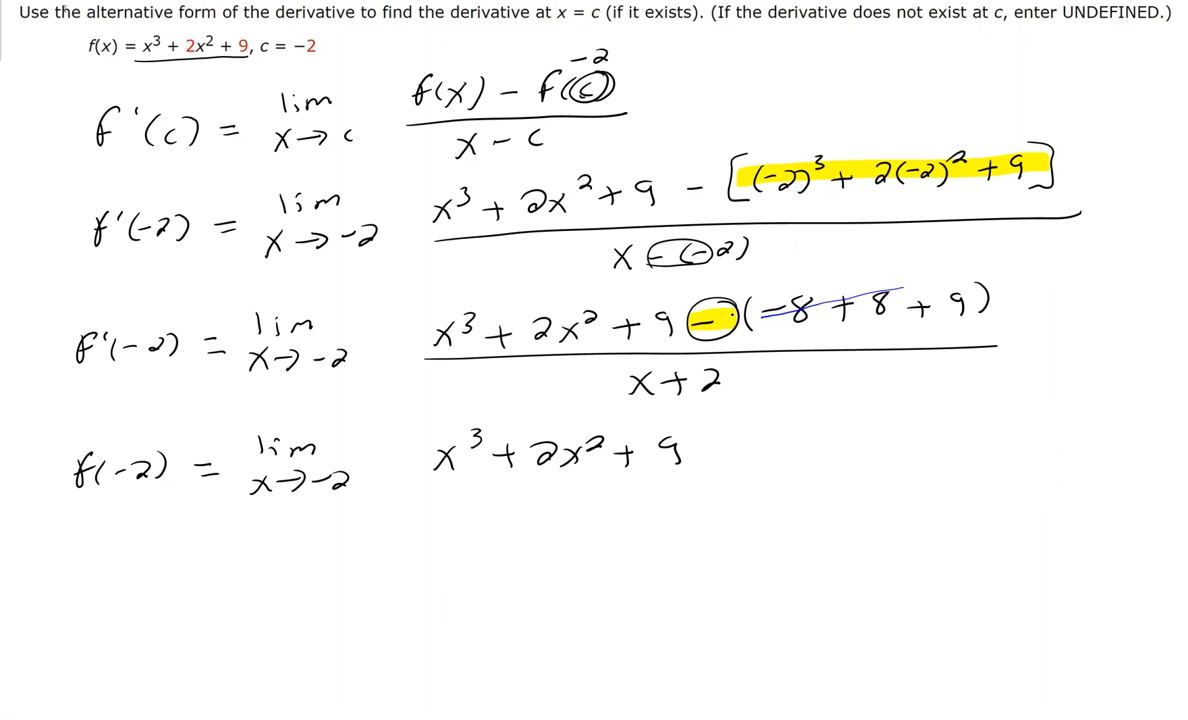 Use the alternative form of the derivative to find the derivative at x = c (if it exists). (If the derivative does not exist at c, enter UNDEFINED.)
f(x) = x³ + 2x² + 9, c = −2
-2
f'(c) = lim x→c f(x) - f(c) / x - c
f'(-2) = lim x→-2 x³ + 2x² + 9 - [(-2)³ + 2(-2)² + 9] / x - (-2)
f'(-2) = lim x→-2 x³ + 2x² + 9 - (-8 + 8 + 9) / x + 2
f(-2) = lim x→-2 x³ + 2x² + 9